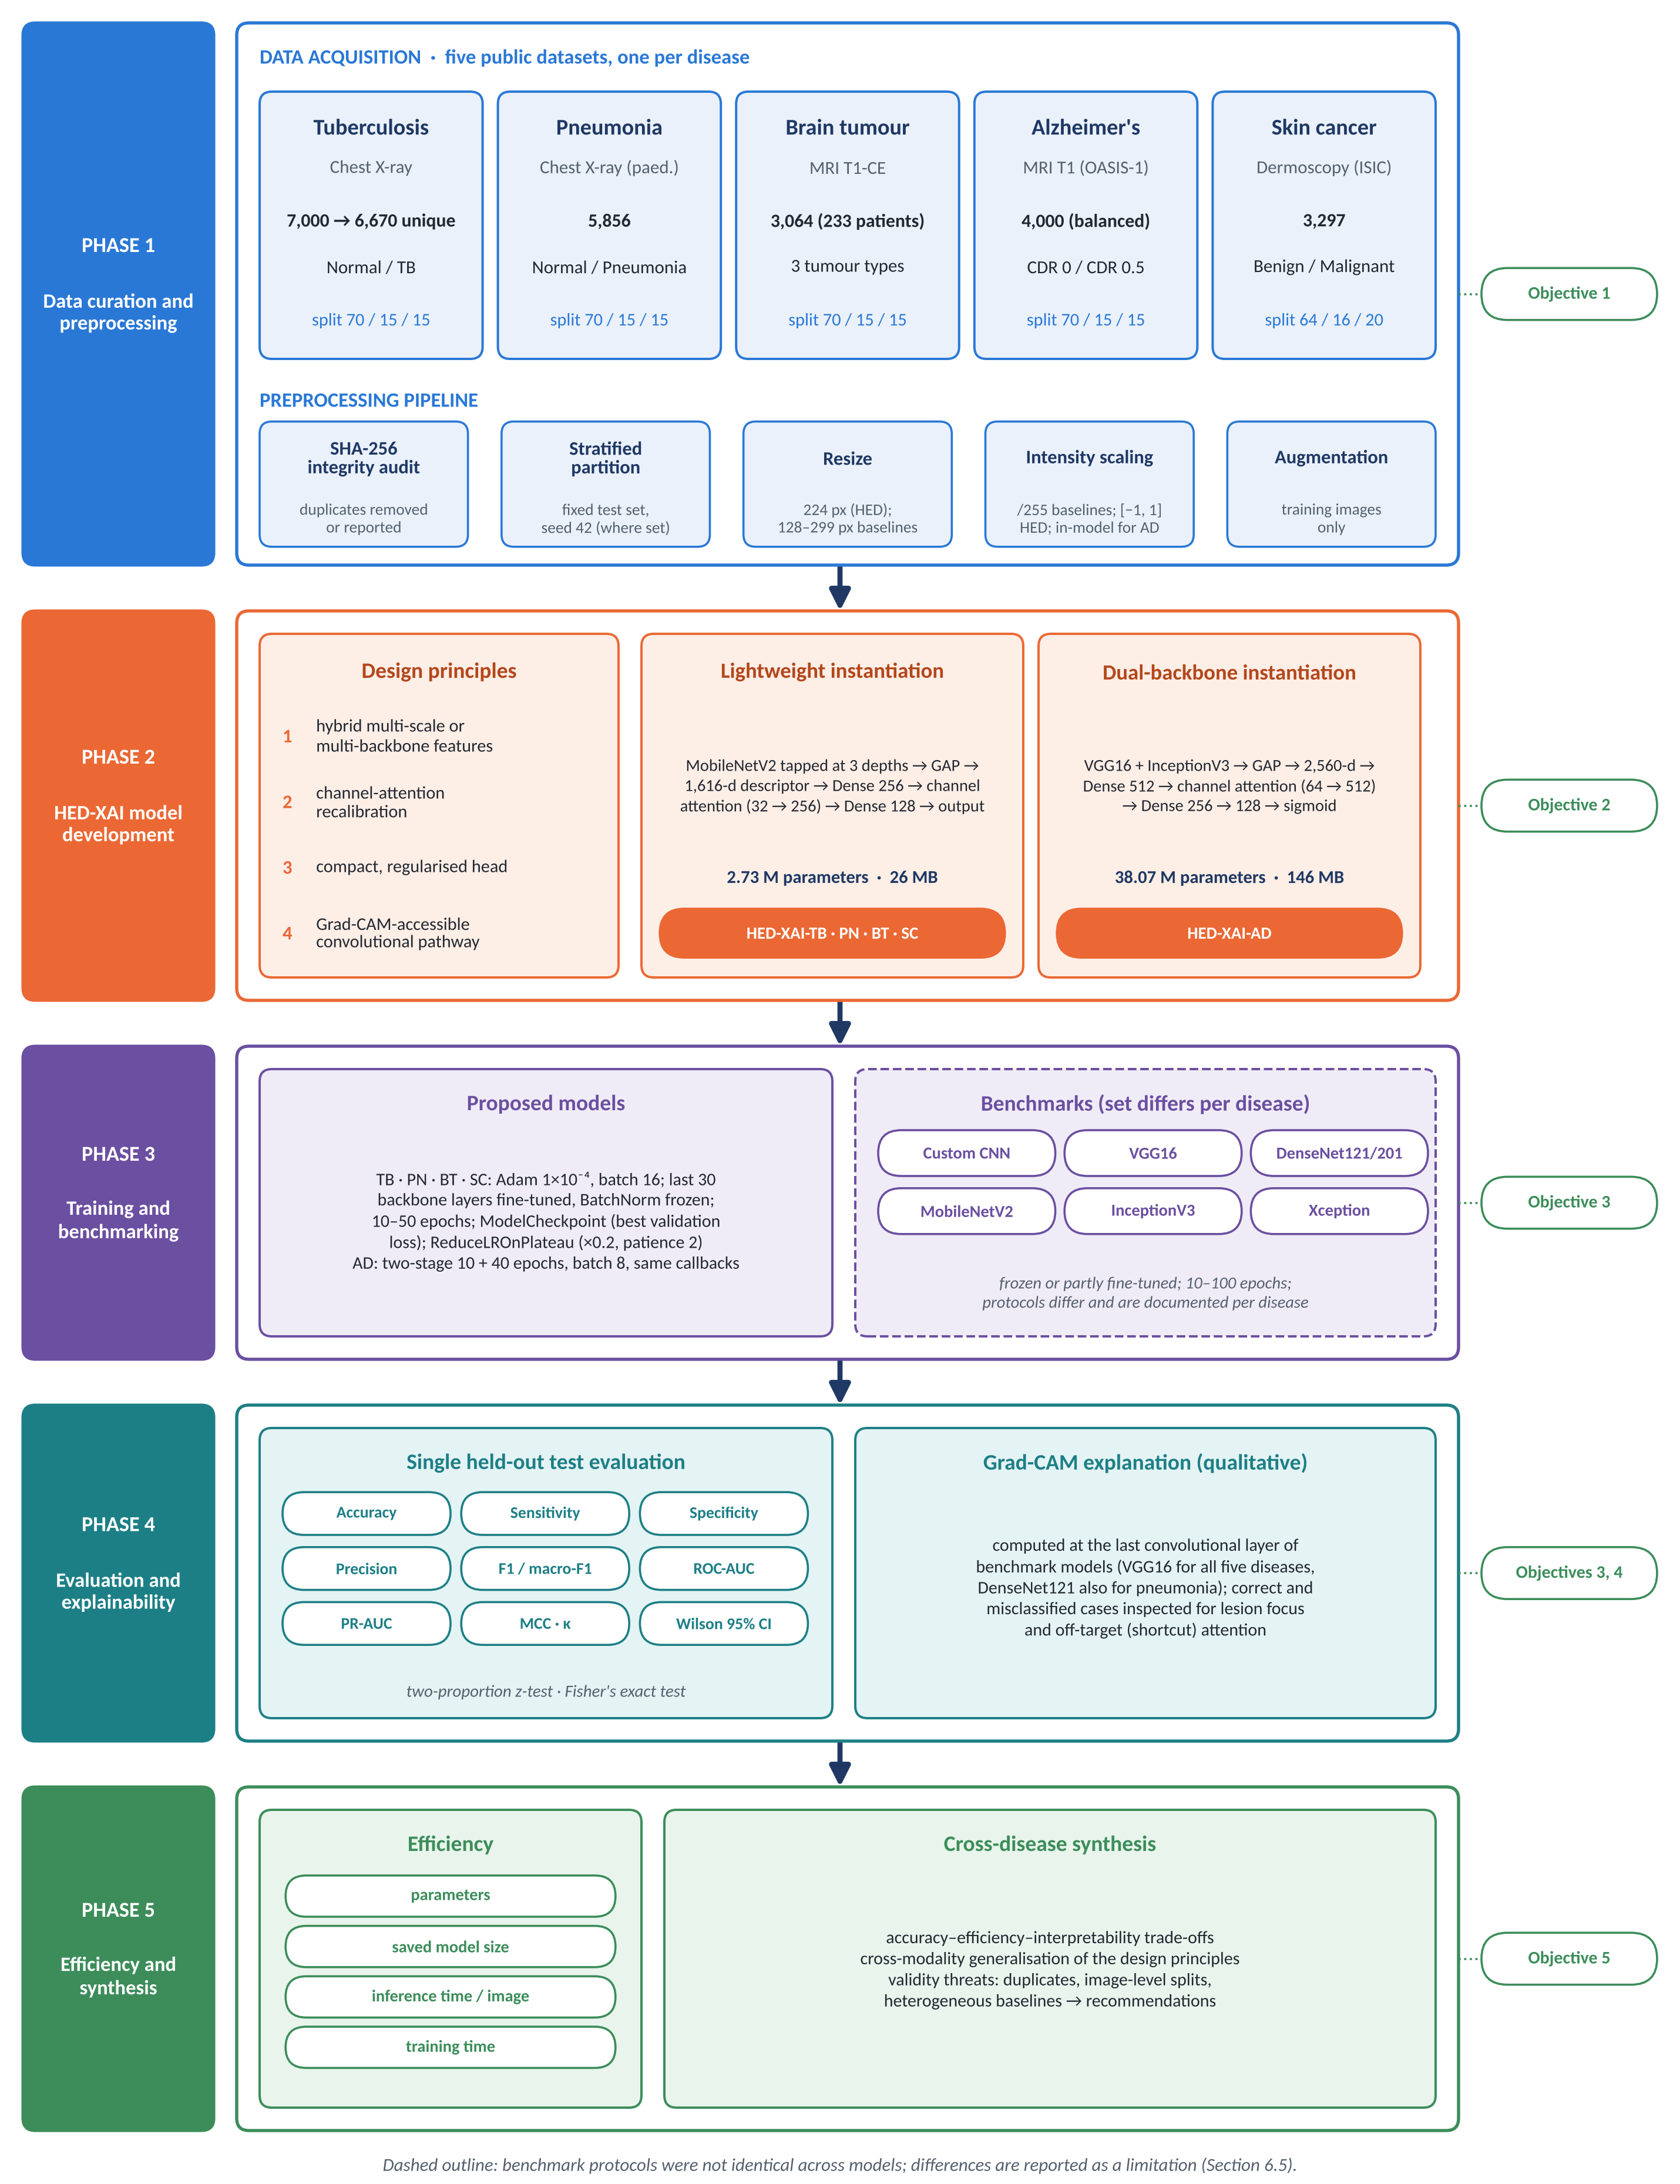 PHASE 1
Data curation and
preprocessing
DATA ACQUISITION · five public datasets, one per disease
Tuberculosis
Chest X-ray
7,000 → 6,670 unique
Normal / TB
split 70 / 15 / 15
Pneumonia
Chest X-ray (paed.)
5,856
Normal / Pneumonia
split 70 / 15 / 15
Brain tumour
MRI T1-CE
3,064 (233 patients)
3 tumour types
split 70 / 15 / 15
Alzheimer's
MRI T1 (OASIS-1)
4,000 (balanced)
CDR 0 / CDR 0.5
split 70 / 15 / 15
Skin cancer
Dermoscopy (ISIC)
3,297
Benign / Malignant
split 64 / 16 / 20
PREPROCESSING PIPELINE
SHA-256
integrity audit
duplicates removed
or reported
Stratified
partition
fixed test set,
seed 42 (where set)
Resize
224 px (HED);
128–299 px baselines
Intensity scaling
/255 baselines; [−1, 1]
HED; in-model for AD
Augmentation
training images
only
Objective 1
PHASE 2
HED-XAI model
development
Design principles
1 hybrid multi-scale or
multi-backbone features
2 channel-attention
recalibration
3 compact, regularised head
4 Grad-CAM-accessible
convolutional pathway
Lightweight instantiation
MobileNetV2 tapped at 3 depths → GAP →
1,616-d descriptor → Dense 256 → channel
attention (32 → 256) → Dense 128 → output
2.73 M parameters · 26 MB
HED-XAI-TB · PN · BT · SC
Dual-backbone instantiation
VGG16 + InceptionV3 → GAP → 2,560-d →
Dense 512 → channel attention (64 → 512)
→ Dense 256 → 128 → sigmoid
38.07 M parameters · 146 MB
HED-XAI-AD
Objective 2
PHASE 3
Training and
benchmarking
Proposed models
TB · PN · BT · SC: Adam 1×10⁻⁴, batch 16; last 30
backbone layers fine-tuned, BatchNorm frozen;
10–50 epochs; ModelCheckpoint (best validation
loss); ReduceLROnPlateau (×0.2, patience 2)
AD: two-stage 10 + 40 epochs, batch 8, same callbacks
Benchmarks (set differs per disease)
Custom CNN
VGG16
DenseNet121/201
MobileNetV2
InceptionV3
Xception
frozen or partly fine-tuned; 10–100 epochs;
protocols differ and are documented per disease
Objective 3
PHASE 4
Evaluation and
explainability
Single held-out test evaluation
Accuracy
Sensitivity
Specificity
Precision
F1 / macro-F1
ROC-AUC
PR-AUC
MCC · κ
Wilson 95% CI
two-proportion z-test · Fisher's exact test
Grad-CAM explanation (qualitative)
computed at the last convolutional layer of
benchmark models (VGG16 for all five diseases,
DenseNet121 also for pneumonia); correct and
misclassified cases inspected for lesion focus
and off-target (shortcut) attention
Objectives 3, 4
PHASE 5
Efficiency and
synthesis
Efficiency
parameters
saved model size
inference time / image
training time
Cross-disease synthesis
accuracy–efficiency–interpretability trade-offs
cross-modality generalisation of the design principles
validity threats: duplicates, image-level splits,
heterogeneous baselines → recommendations
Objective 5
Dashed outline: benchmark protocols were not identical across models; differences are reported as a limitation (Section 6.5).